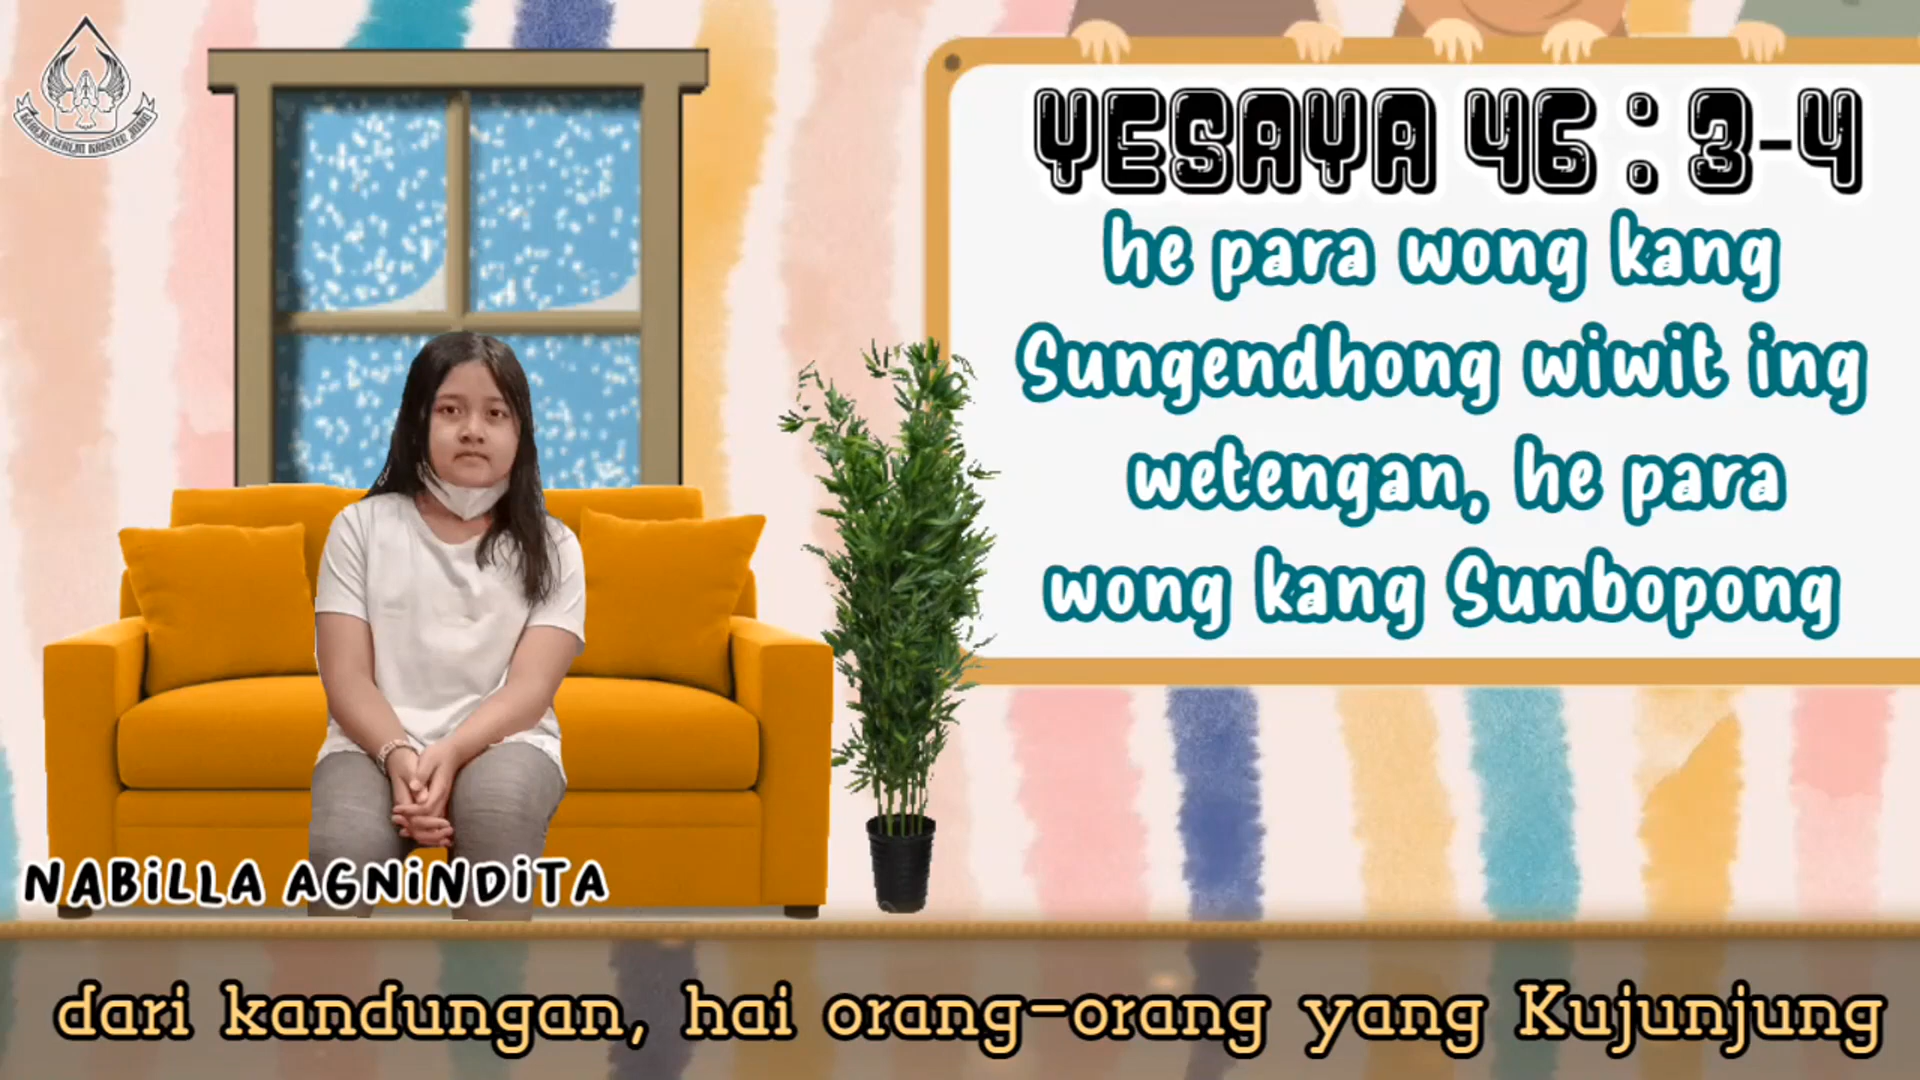 YESAYA 46 : 3-4
he para wong kang
Sungendhong wiwit ing
wetengan, he para
wong kang Sunbopong
NABILLA AGNINDITA
dari kandungan, hai orang-orang yang Kujunjung